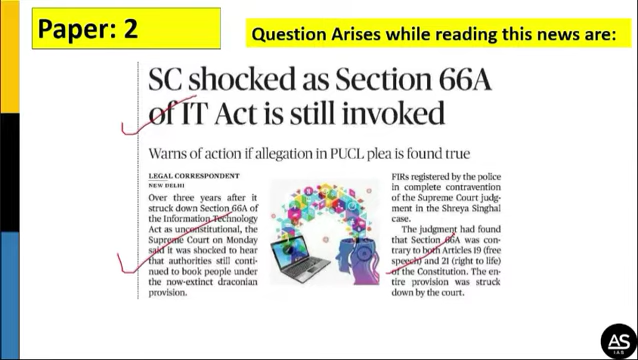 Paper: 2
Question Arises while reading this news are:
SC shocked as Section 66A
of IT Act is still invoked
Warns of action if allegation in PUCL plea is found true
LEGAL CORRESPONDENT
NEW DELHI
Over three years after it
struck down Section 66A of
the Information Technology
Act as unconstitutional, the
Supreme Court on Monday
said it was shocked to hear
that authorities still conti-
nued to book people under
the now-extinct draconian
provision.
FIRs registered by the police
in complete contravention
of the Supreme Court judg-
ment in the Shreya Singhal
case.
The judgment had found
that Section 66A was con-
trary to both Articles 19 (free
speech) and 21 (right to life)
of the Constitution. The en-
tire provision was struck
down by the court.
AS
IAS